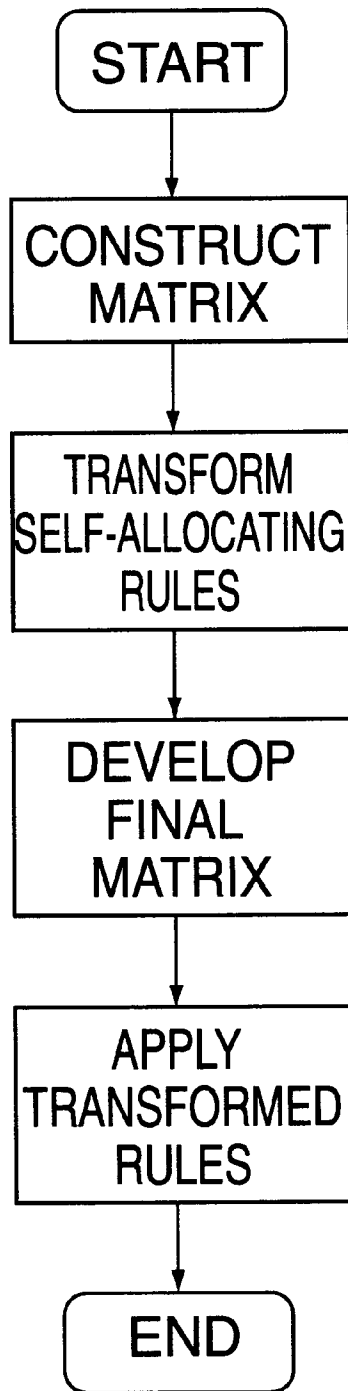 START
CONSTRUCT
MATRIX
TRANSFORM
SELF-ALLOCATING
RULES
DEVELOP
FINAL
MATRIX
APPLY
TRANSFORMED
RULES
END